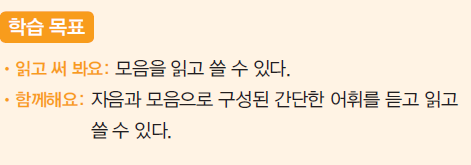 학습 목표
• 읽고 써 봐요: 모음을 읽고 쓸 수 있다.
• 함께해요: 자음과 모음으로 구성된 간단한 어휘를 듣고 읽고
쓸 수 있다.